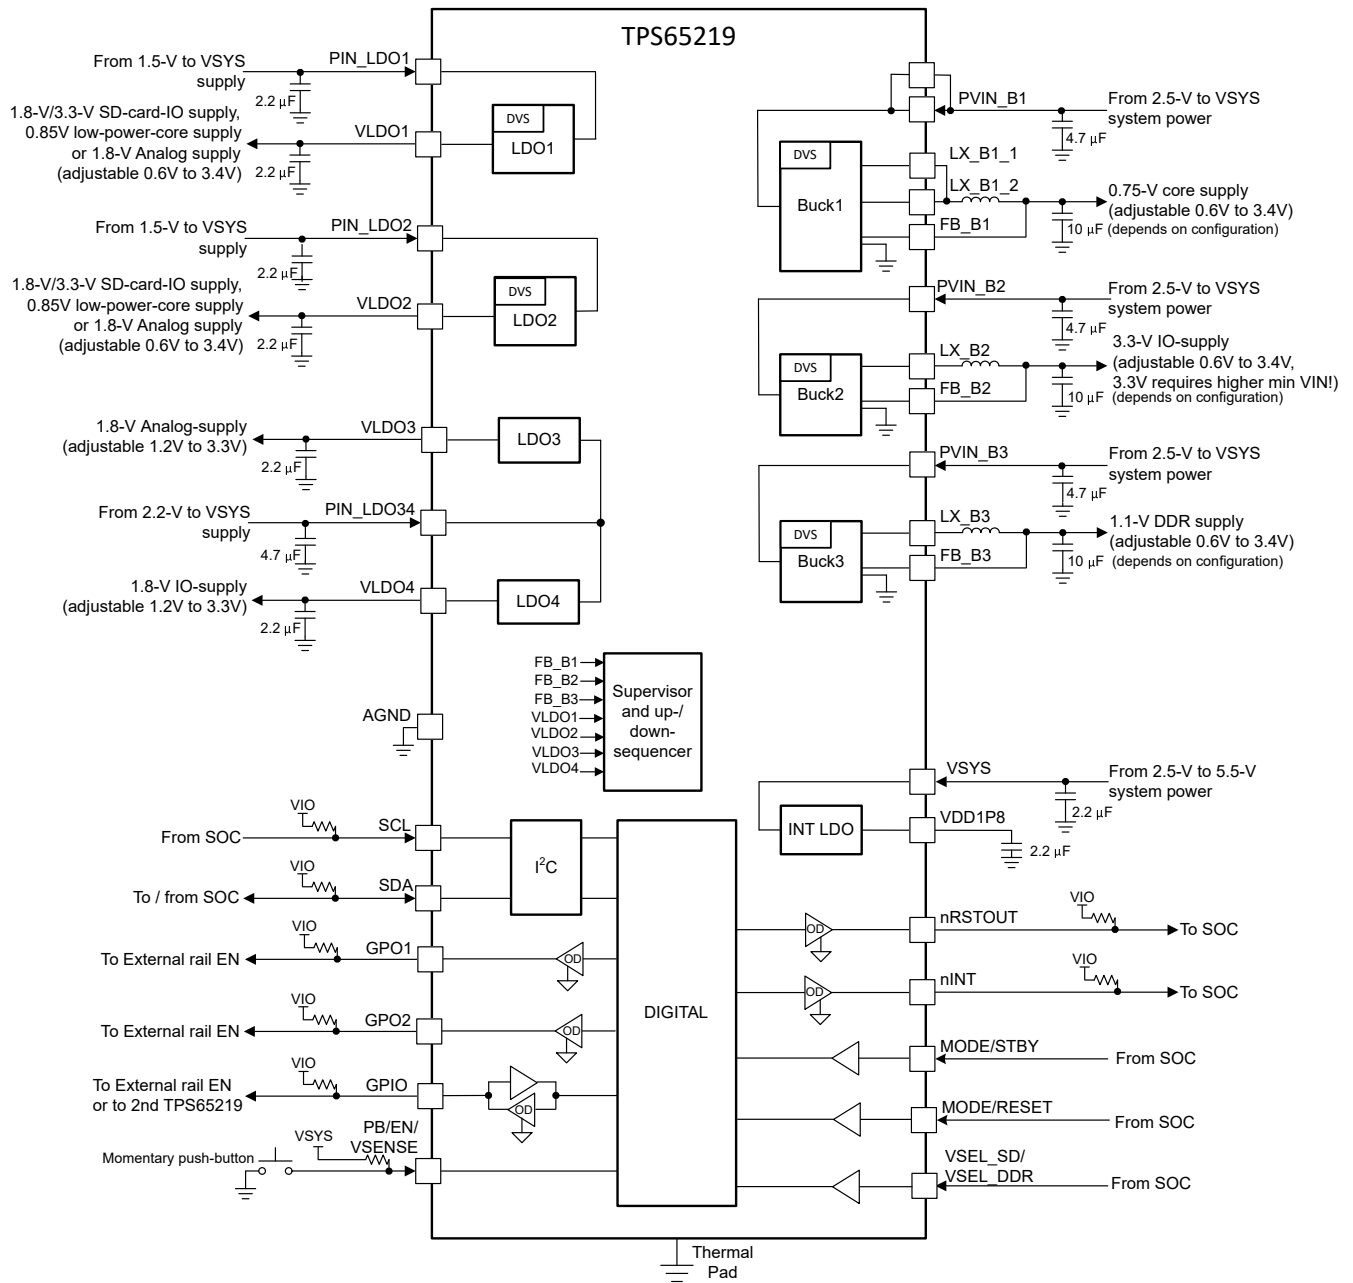 TPS65219
From 1.5-V to VSYS
supply
PIN_LDO1
2.2 µF
1.8-V/3.3-V SD-card-IO supply,
0.85V low-power-core supply
or 1.8-V Analog supply
(adjustable 0.6V to 3.4V)
VLDO1
2.2 µF
DVS
LDO1
From 1.5-V to VSYS
supply
PIN_LDO2
2.2 µF
1.8-V/3.3-V SD-card-IO supply,
0.85V low-power-core supply
or 1.8-V Analog supply
(adjustable 0.6V to 3.4V)
VLDO2
2.2 µF
DVS
LDO2
1.8-V Analog-supply
(adjustable 1.2V to 3.3V)
VLDO3
2.2 µF
LDO3
From 2.2-V to VSYS
supply
PIN_LDO34
4.7 µF
1.8-V IO-supply
(adjustable 1.2V to 3.3V)
VLDO4
2.2 µF
LDO4
AGND
FB_B1
FB_B2
FB_B3
VLDO1
VLDO2
VLDO3
VLDO4
Supervisor
and up-/
down-
sequencer
From SOC
VIO
SCL
To / from SOC
VIO
SDA
I²C
To External rail EN
VIO
GPO1
OD
To External rail EN
VIO
GPO2
OD
To External rail EN
or to 2nd TPS65219
VIO
GPIO
OD
Momentary push-button
VSYS
PB/EN/
VSENSE
DIGITAL
PVIN_B1
From 2.5-V to VSYS
system power
4.7 µF
DVS
Buck1
LX_B1_1
LX_B1_2
FB_B1
0.75-V core supply
(adjustable 0.6V to 3.4V)
10 µF (depends on configuration)
PVIN_B2
From 2.5-V to VSYS
system power
4.7 µF
DVS
Buck2
LX_B2
FB_B2
3.3-V IO-supply
(adjustable 0.6V to 3.4V,
3.3V requires higher min VIN!)
10 µF (depends on configuration)
PVIN_B3
From 2.5-V to VSYS
system power
4.7 µF
DVS
Buck3
LX_B3
FB_B3
1.1-V DDR supply
(adjustable 0.6V to 3.4V)
10 µF (depends on configuration)
VSYS
From 2.5-V to 5.5-V
system power
2.2 µF
INT LDO
VDD1P8
2.2 µF
OD
nRSTOUT
VIO
To SOC
OD
nINT
VIO
To SOC
MODE/STBY
From SOC
MODE/RESET
From SOC
VSEL_SD/
VSEL_DDR
From SOC
Thermal
Pad